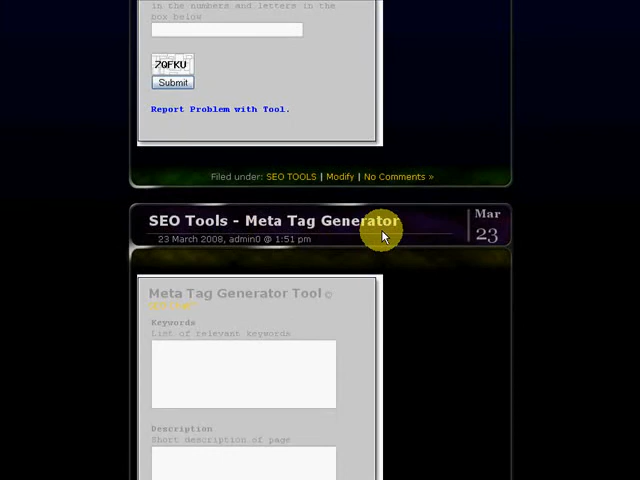 in the numbers and letters in the
box below
7QFKU
Submit
Report Problem with Tool.
Filed under: SEO TOOLS | Modify | No Comments »
SEO Tools - Meta Tag Generator
23 March 2008, admin0 @ 1:51 pm
Mar
23
Meta Tag Generator Tool ©
Keywords
List of relevant keywords
Description
Short description of page